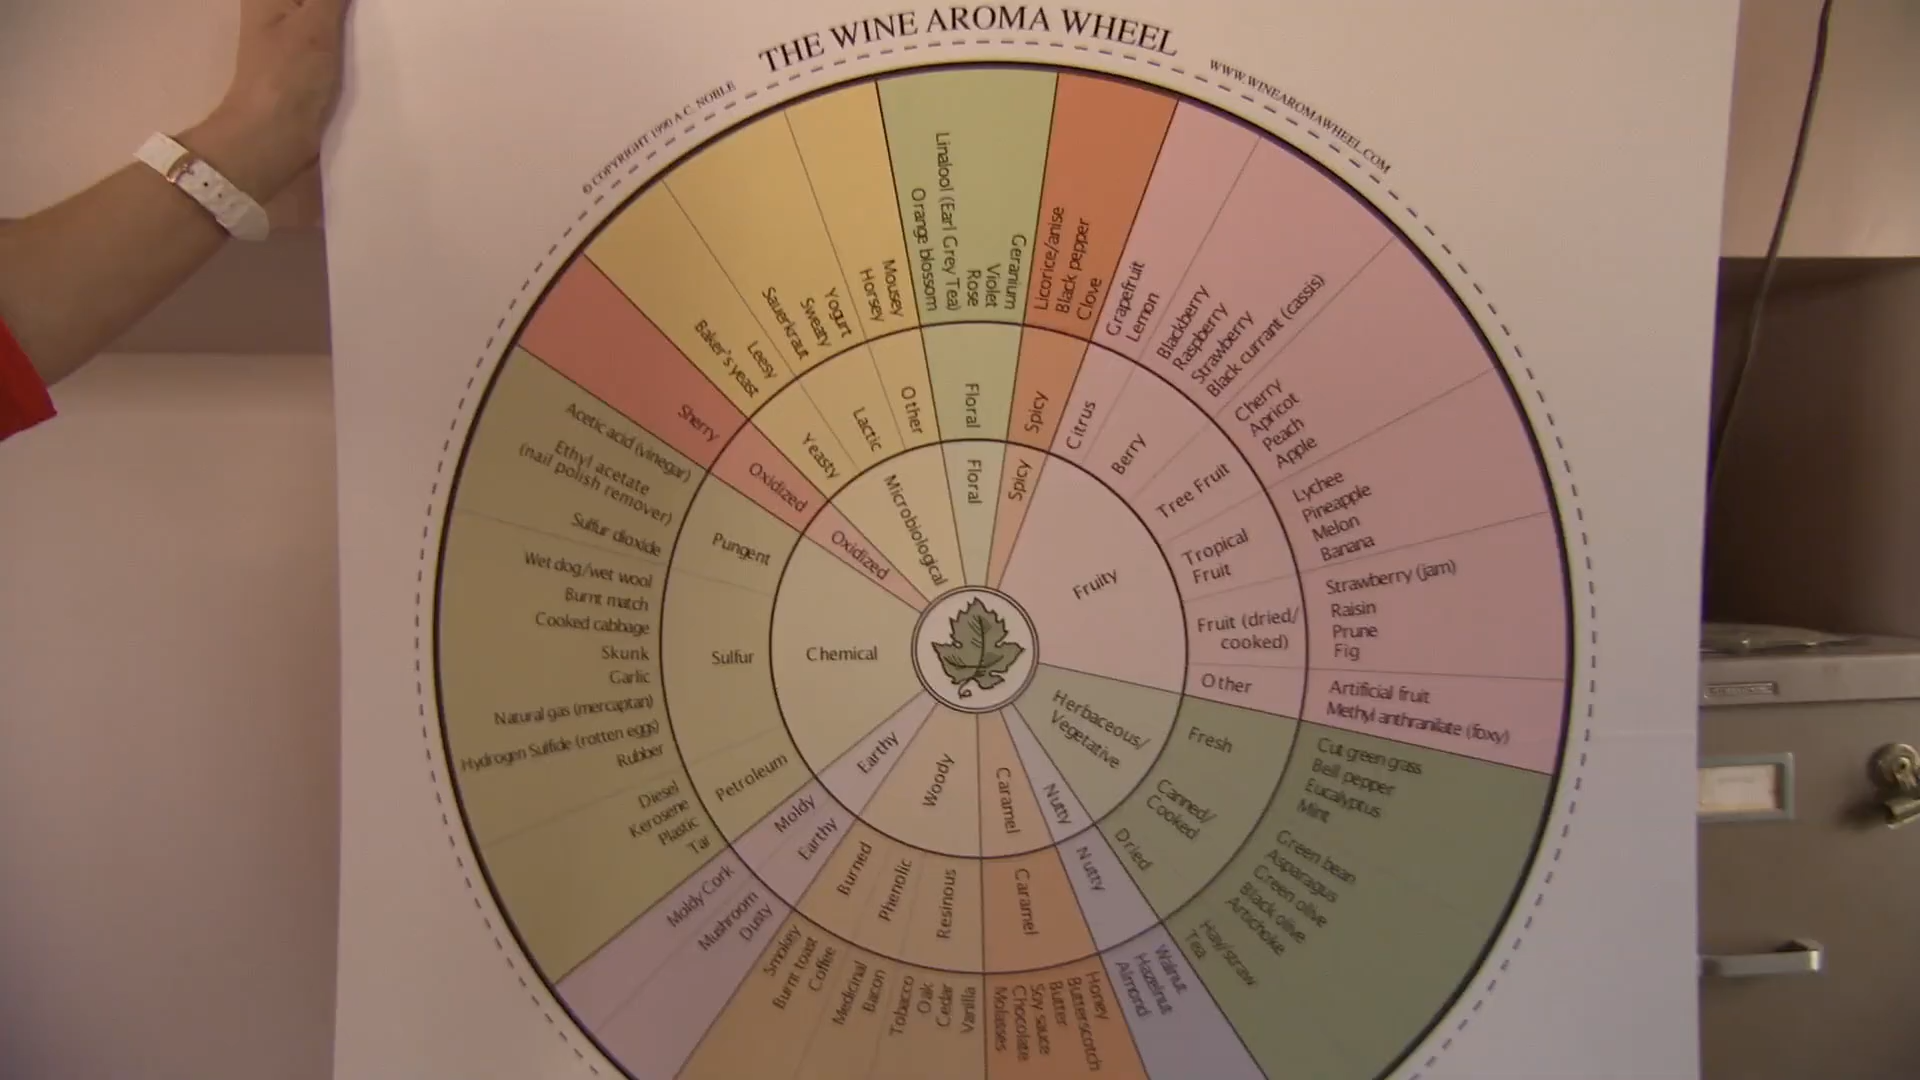 THE WINE AROMA WHEEL
© COPYRIGHT 1990 A C. NOBLE
WWW.WINEAROMAWHEEL.COM
Floral
Floral
Linalool (Earl Grey Tea)
Orange blossom
Rose
Violet
Geranium
Spicy
Spicy
Licorice/anise
Black pepper
Clove
Fruity
Citrus
Grapefruit
Lemon
Berry
Blackberry
Raspberry
Strawberry
Black currant (cassis)
Tree Fruit
Cherry
Apricot
Peach
Apple
Tropical
Fruit
Lychee
Pineapple
Melon
Banana
Fruit (dried/
cooked)
Strawberry (jam)
Raisin
Prune
Fig
Other
Artificial fruit
Methyl anthranilate (foxy)
Herbaceous/
Vegetative
Fresh
Cut green grass
Bell pepper
Eucalyptus
Mint
Canned/
Cooked
Green bean
Asparagus
Green olive
Black olive
Artichoke
Dried
Hay/straw
Tea
Nutty
Nutty
Walnut
Hazelnut
Almond
Caramel
Caramel
Honey
Butterscotch
Butter
Soy sauce
Chocolate
Molasses
Woody
Resinous
Vanilla
Cedar
Oak
Phenolic
Tobacco
Bacon
Medicinal
Burned
Coffee
Burnt toast
Smokey
Earthy
Earthy
Dusty
Mushroom
Moldy
Moldy Cork
Chemical
Petroleum
Tar
Plastic
Kerosene
Diesel
Sulfur
Rubber
Hydrogen Sulfide (rotten eggs)
Natural gas (mercaptan)
Garlic
Skunk
Cooked cabbage
Burnt match
Wet dog/wet wool
Pungent
Sulfur dioxide
Ethyl acetate
(nail polish remover)
Acetic acid (vinegar)
Oxidized
Oxidized
Sherry
Microbiological
Yeasty
Baker's yeast
Leesy
Lactic
Sauerkraut
Sweaty
Yogurt
Other
Horsey
Mousey